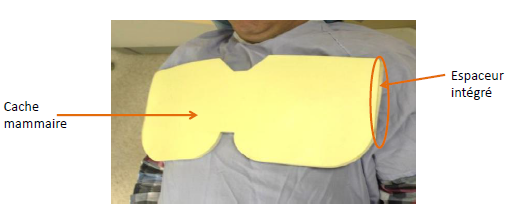 Cache
mammaire
Espaceur
intégré